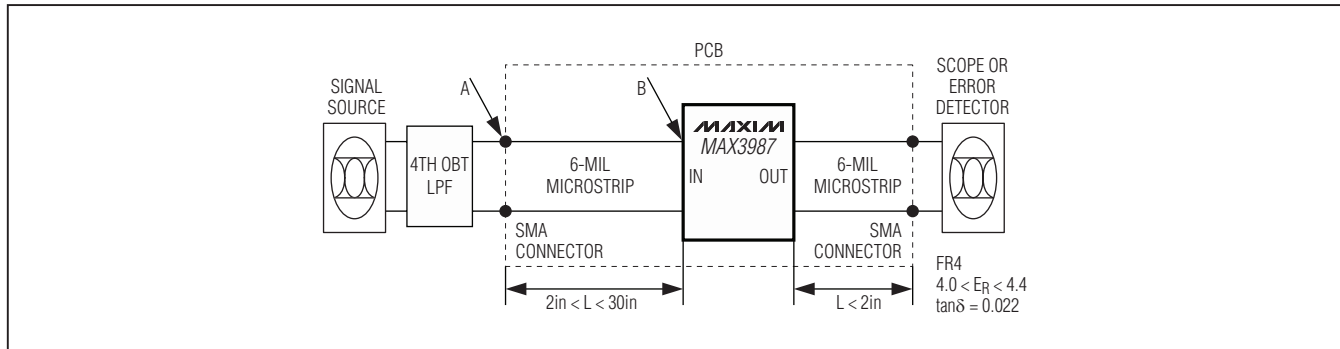 PCB
SIGNAL
SOURCE
A
B
SCOPE OR
ERROR
DETECTOR
4TH OBT
LPF
6-MIL
MICROSTRIP
MAXIM
MAX3987
IN
OUT
6-MIL
MICROSTRIP
SMA
CONNECTOR
SMA
CONNECTOR
2in < L < 30in
L < 2in
FR4
4.0 < ER < 4.4
tanδ = 0.022